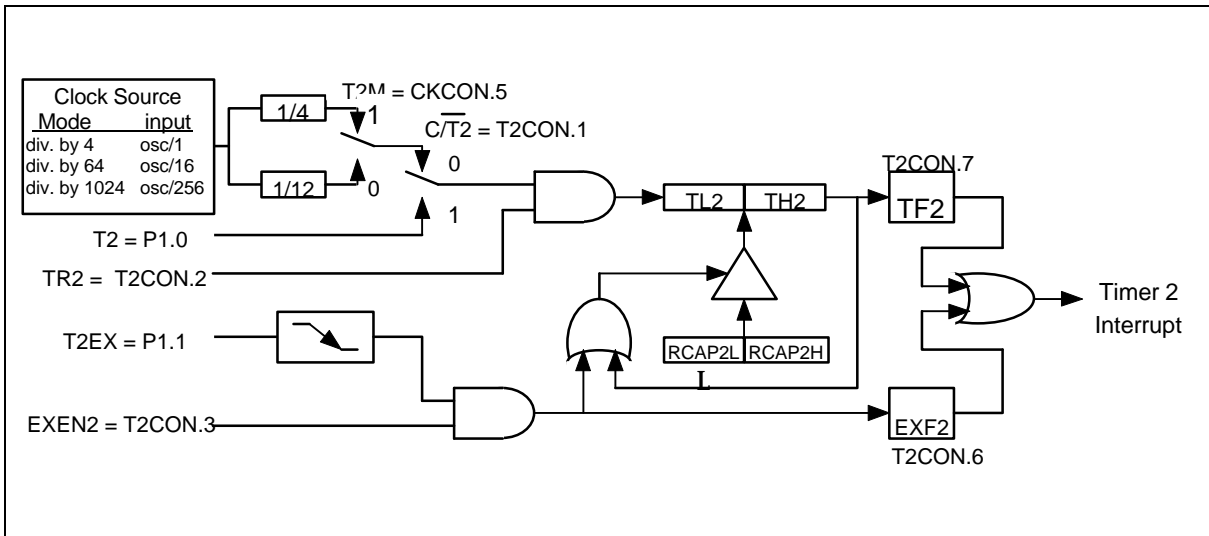 Clock Source
Mode input
div. by 4 osc/1
div. by 64 osc/16
div. by 1024 osc/256
1/4
1/12
T2M = CKCON.5
1
0
C/T2 = T2CON.1
0
1
T2 = P1.0
TR2 = T2CON.2
T2EX = P1.1
EXEN2 = T2CON.3
TL2 TH2
RCAP2L RCAP2H
L
T2CON.7
TF2
EXF2
T2CON.6
Timer 2
Interrupt